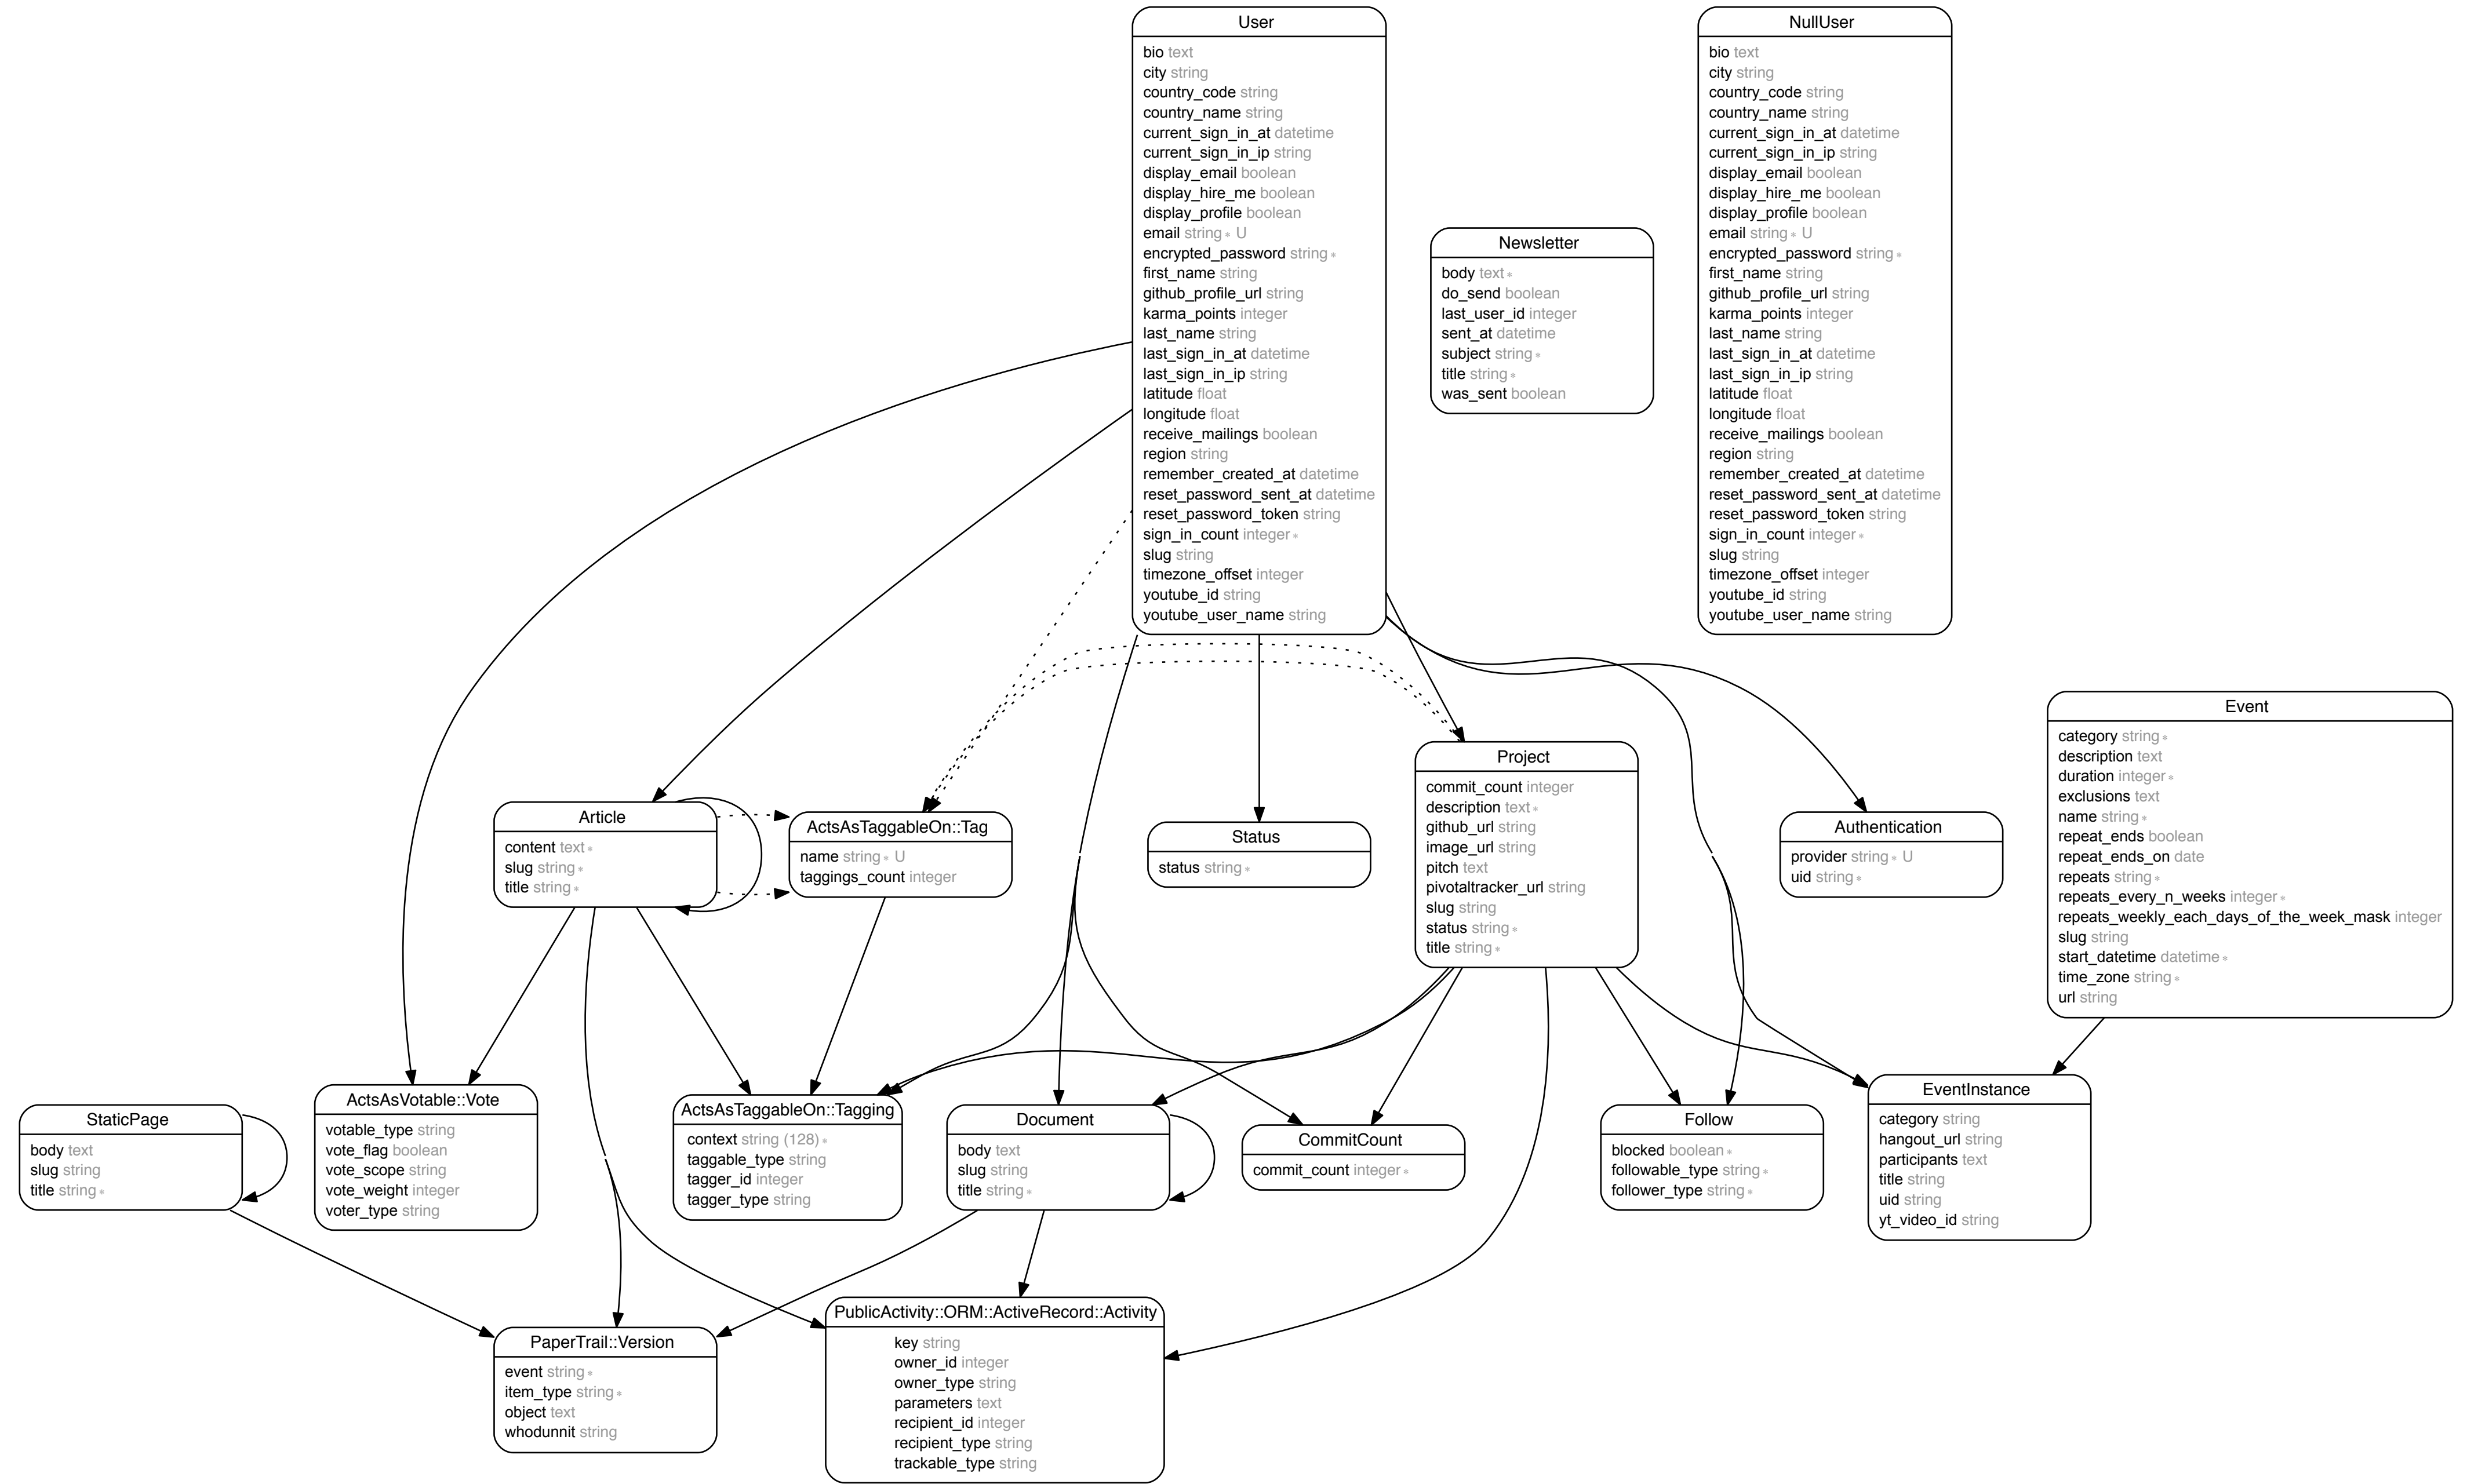 User
bio text
city string
country_code string
country_name string
current_sign_in_at datetime
current_sign_in_ip string
display_email boolean
display_hire_me boolean
display_profile boolean
email string∗ U
encrypted_password string∗
first_name string
github_profile_url string
karma_points integer
last_name string
last_sign_in_at datetime
last_sign_in_ip string
latitude float
longitude float
receive_mailings boolean
region string
remember_created_at datetime
reset_password_sent_at datetime
reset_password_token string
sign_in_count integer∗
slug string
timezone_offset integer
youtube_id string
youtube_user_name string
Newsletter
body text∗
do_send boolean
last_user_id integer
sent_at datetime
subject string∗
title string∗
was_sent boolean
NullUser
bio text
city string
country_code string
country_name string
current_sign_in_at datetime
current_sign_in_ip string
display_email boolean
display_hire_me boolean
display_profile boolean
email string∗ U
encrypted_password string∗
first_name string
github_profile_url string
karma_points integer
last_name string
last_sign_in_at datetime
last_sign_in_ip string
latitude float
longitude float
receive_mailings boolean
region string
remember_created_at datetime
reset_password_sent_at datetime
reset_password_token string
sign_in_count integer∗
slug string
timezone_offset integer
youtube_id string
youtube_user_name string
Article
content text∗
slug string∗
title string∗
ActsAsTaggableOn::Tag
name string∗ U
taggings_count integer
Status
status string∗
Project
commit_count integer
description text∗
github_url string
image_url string
pitch text
pivotaltracker_url string
slug string
status string∗
title string∗
Authentication
provider string∗ U
uid string∗
Event
category string∗
description text
duration integer∗
exclusions text
name string∗
repeat_ends boolean
repeat_ends_on date
repeats string∗
repeats_every_n_weeks integer∗
repeats_weekly_each_days_of_the_week_mask integer
slug string
start_datetime datetime∗
time_zone string∗
url string
StaticPage
body text
slug string
title string∗
ActsAsVotable::Vote
votable_type string
vote_flag boolean
vote_scope string
vote_weight integer
voter_type string
ActsAsTaggableOn::Tagging
context string (128)∗
taggable_type string
tagger_id integer
tagger_type string
Document
body text
slug string
title string∗
CommitCount
commit_count integer∗
Follow
blocked boolean∗
followable_type string∗
follower_type string∗
EventInstance
category string
hangout_url string
participants text
title string
uid string
yt_video_id string
PaperTrail::Version
event string∗
item_type string∗
object text
whodunnit string
PublicActivity::ORM::ActiveRecord::Activity
key string
owner_id integer
owner_type string
parameters text
recipient_id integer
recipient_type string
trackable_type string